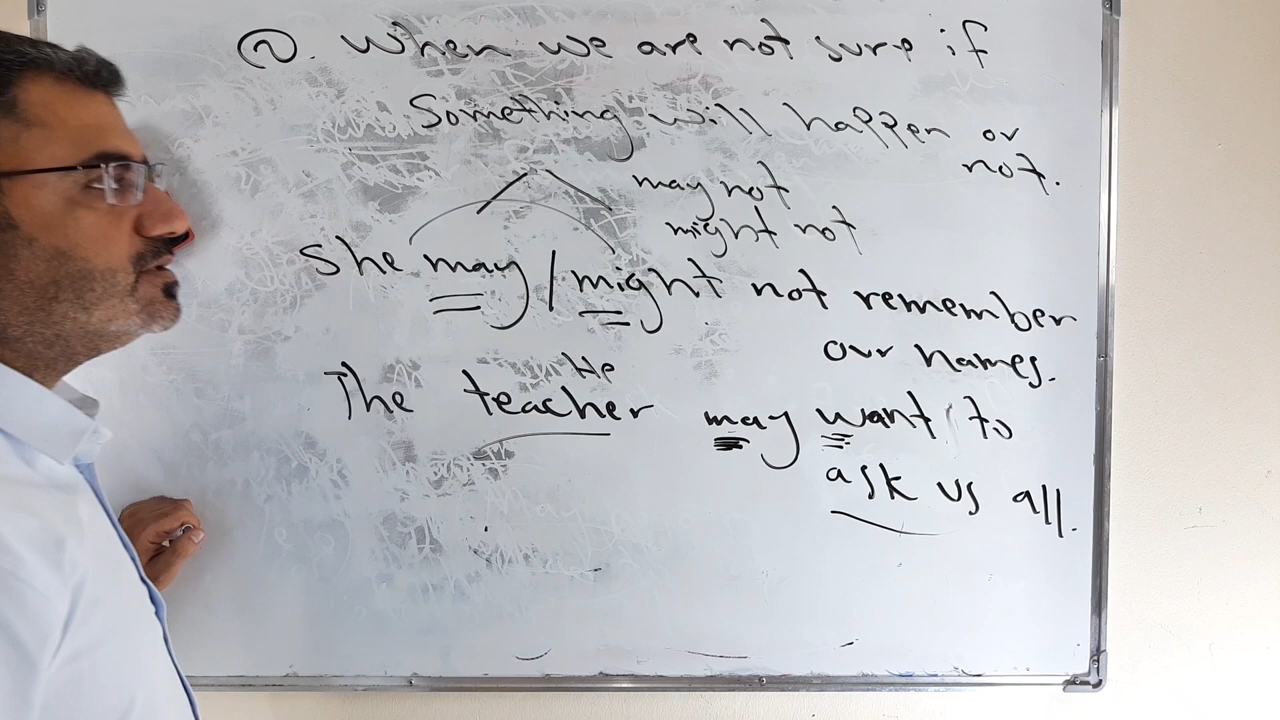 2. When we are not sure if
Something will happen or
not.
may not
might not
She may / might not remember
our names.
He
The teacher may want to
ask us all.